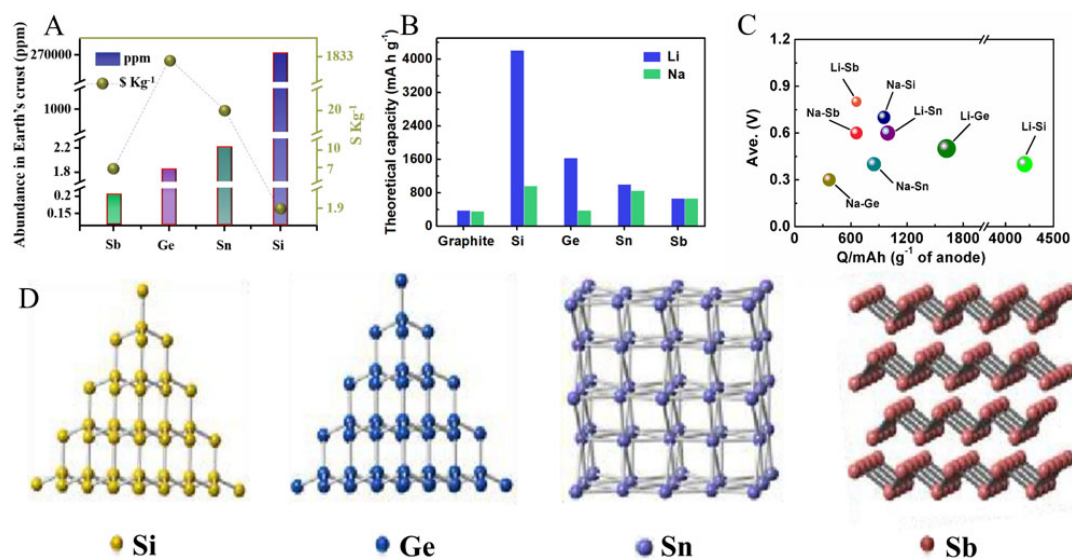 A
Abundance in Earth's crust (ppm)
270000
1000
2.2
1.8
0.2
0.15
ppm
$ Kg-1
1833
20
10
7
1.9
$ Kg-1
Sb Ge Sn Si
B
Theoretical capacity (mA h g-1)
4000
3200
2400
1600
800
0
Li
Na
Graphite Si Ge Sn Sb
C
Ave. (V)
1.2
0.9
0.6
0.3
0.0
Li-Sb
Na-Si
Na-Sb
Li-Sn
Li-Ge
Li-Si
Na-Sn
Na-Ge
0 600 1200 1800 4000 4500
Q/mAh (g-1 of anode)
D
Si Ge Sn Sb